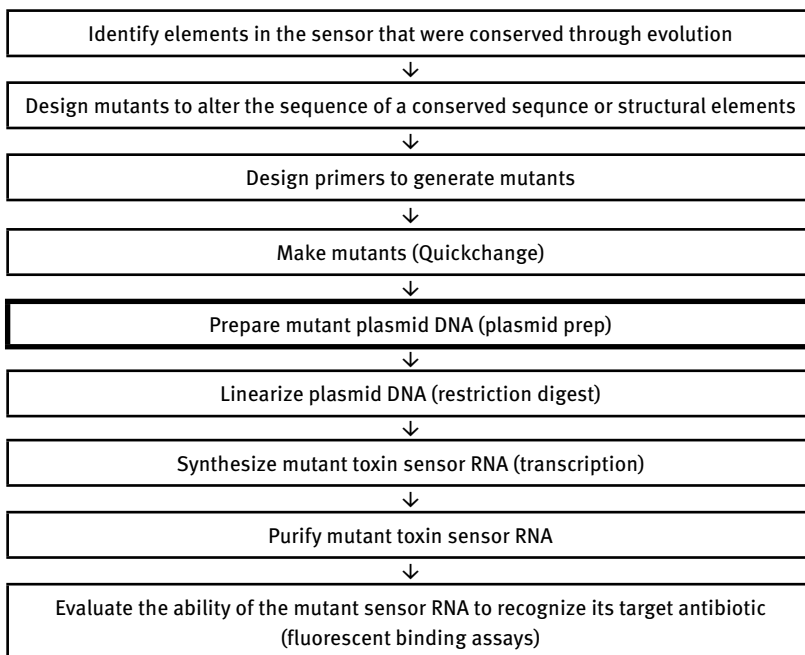 Identify elements in the sensor that were conserved through evolution
↓
Design mutants to alter the sequence of a conserved sequnce or structural elements
↓
Design primers to generate mutants
↓
Make mutants (Quickchange)
↓
Prepare mutant plasmid DNA (plasmid prep)
↓
Linearize plasmid DNA (restriction digest)
↓
Synthesize mutant toxin sensor RNA (transcription)
↓
Purify mutant toxin sensor RNA
↓
Evaluate the ability of the mutant sensor RNA to recognize its target antibiotic
(fluorescent binding assays)